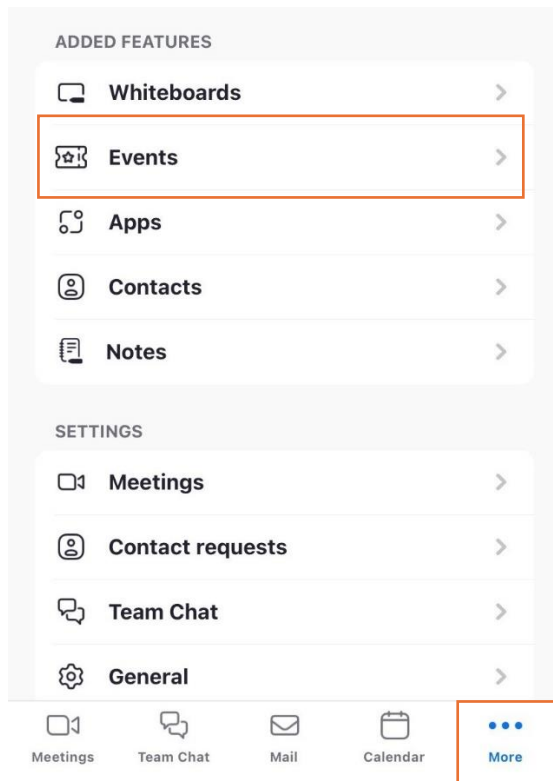 ADDED FEATURES
Whiteboards
Events
Apps
Contacts
Notes
SETTINGS
Meetings
Contact requests
Team Chat
General
Meetings Team Chat Mail Calendar More